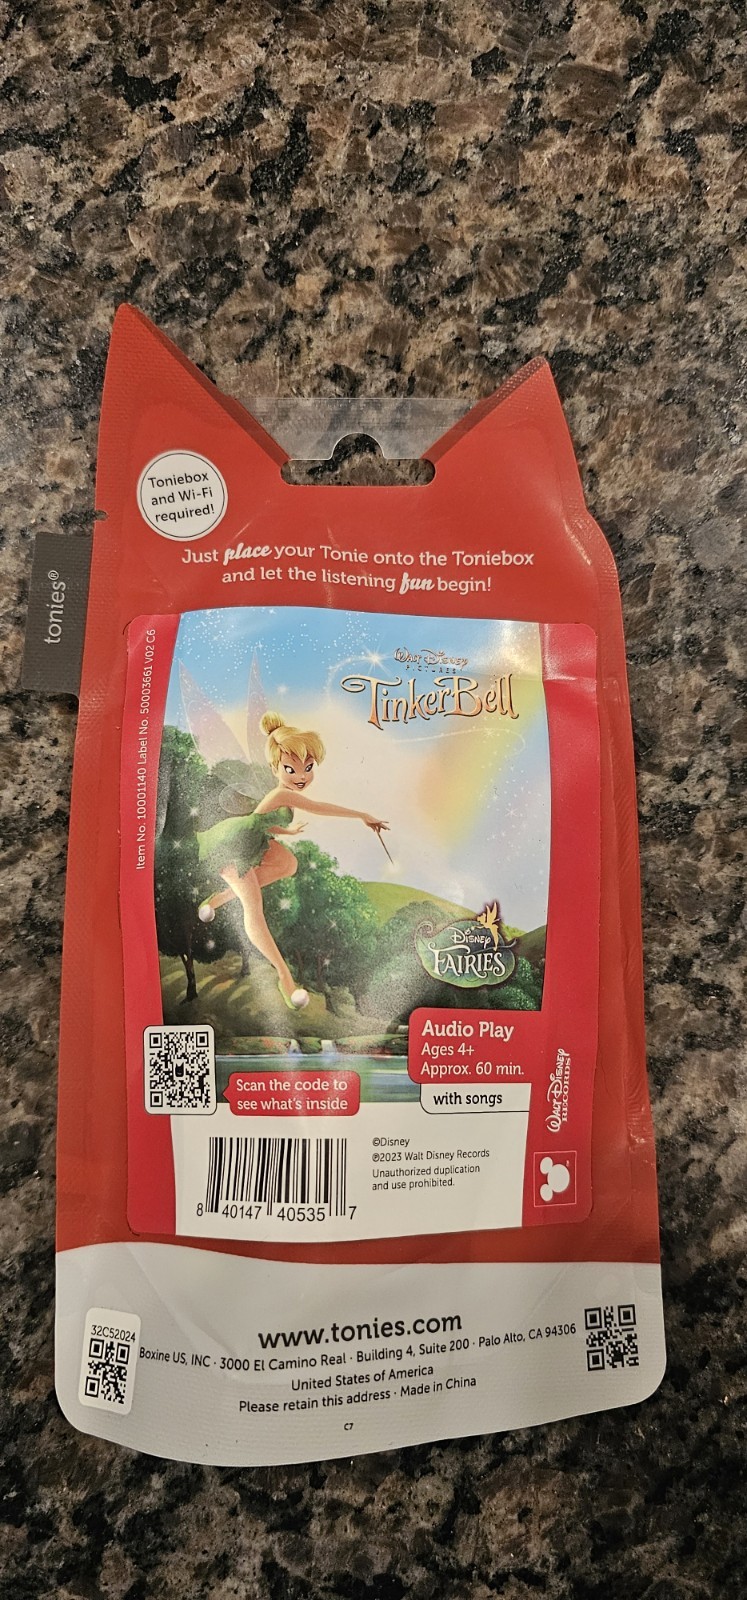 Toniebox
and Wi-Fi
required!
Just place your Tonie onto the Toniebox
and let the listening fun begin!
tonies®
Item No. 10001140 Label No. 50003661 V02 C6
WALT DISNEY
PICTURES
TinkerBell
DISNEY
FAIRIES
Audio Play
Ages 4+
Approx. 60 min.
with songs
Scan the code to
see what's inside
WALT DISNEY
RECORDS
8 40147 40535 7
©Disney
℗2023 Walt Disney Records
Unauthorized duplication
and use prohibited.
32C52024
www.tonies.com
Boxine US, INC · 3000 El Camino Real · Building 4, Suite 200 · Palo Alto, CA 94306
United States of America
Please retain this address · Made in China
C7